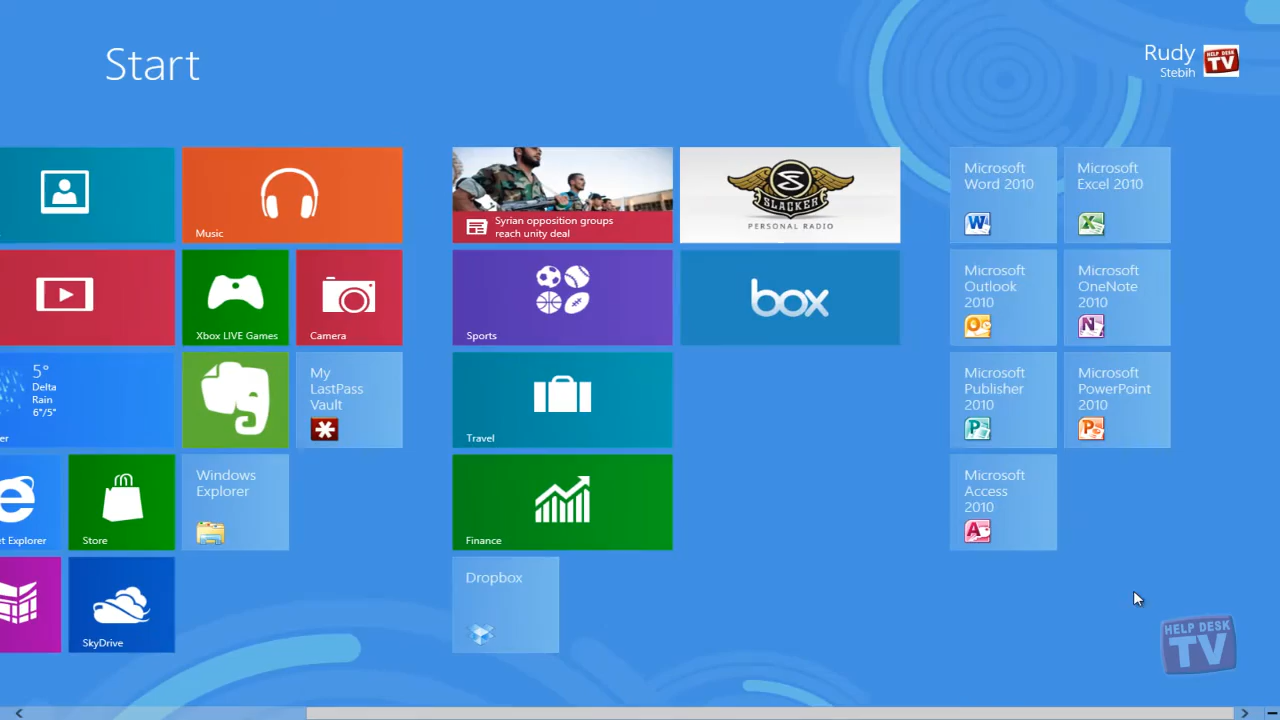 Start
Rudy
Stebih
HELP DESK
TV
Music
Xbox LIVE Games
Camera
5°
Delta
Rain
6°/5°
er
My
LastPass
Vault
Windows
Explorer
et Explorer
Store
SkyDrive
Syrian opposition groups
reach unity deal
SLACKER
PERSONAL RADIO
Sports
box
Travel
Finance
Dropbox
Microsoft
Word 2010
Microsoft
Excel 2010
Microsoft
Outlook
2010
Microsoft
OneNote
2010
Microsoft
Publisher
2010
Microsoft
PowerPoint
2010
Microsoft
Access
2010
HELP DESK
TV